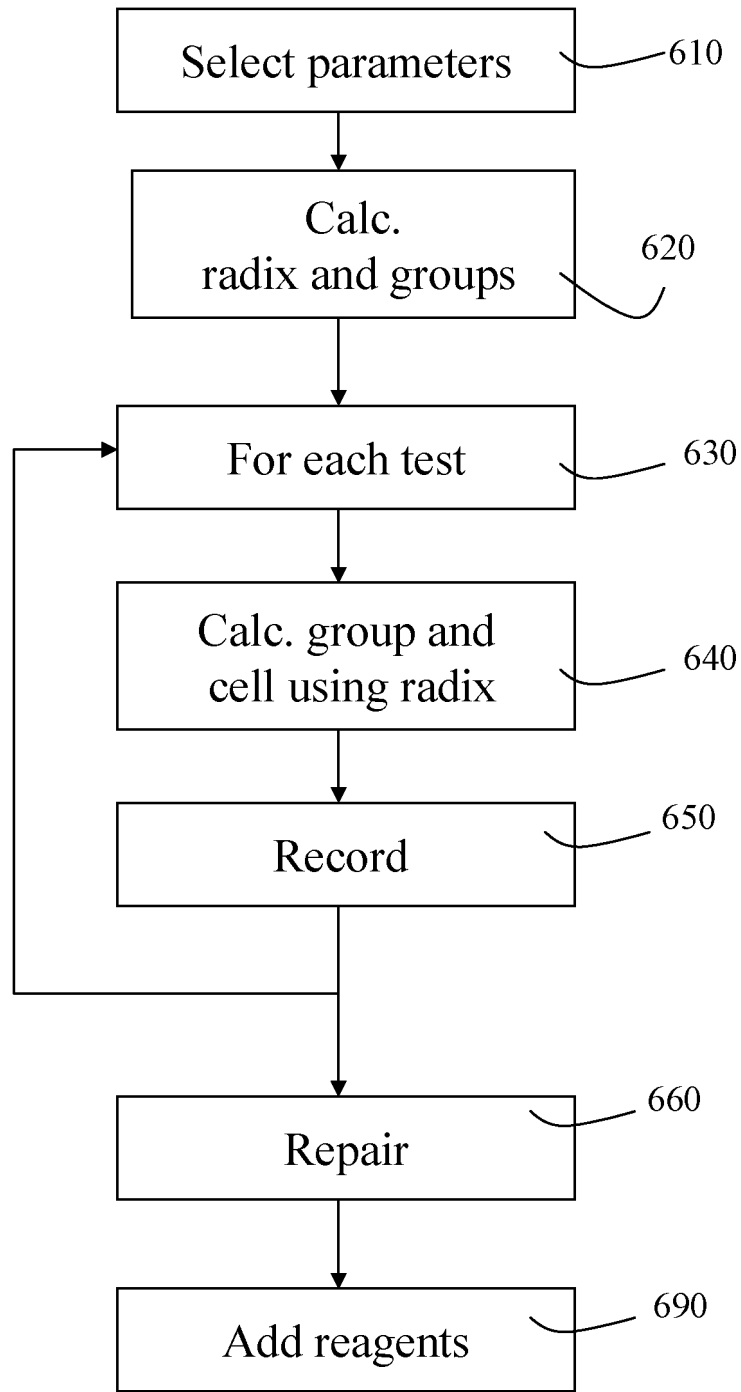 Select parameters
610
Calc.
radix and groups
620
For each test
630
Calc. group and
cell using radix
640
Record
650
Repair
660
Add reagents
690